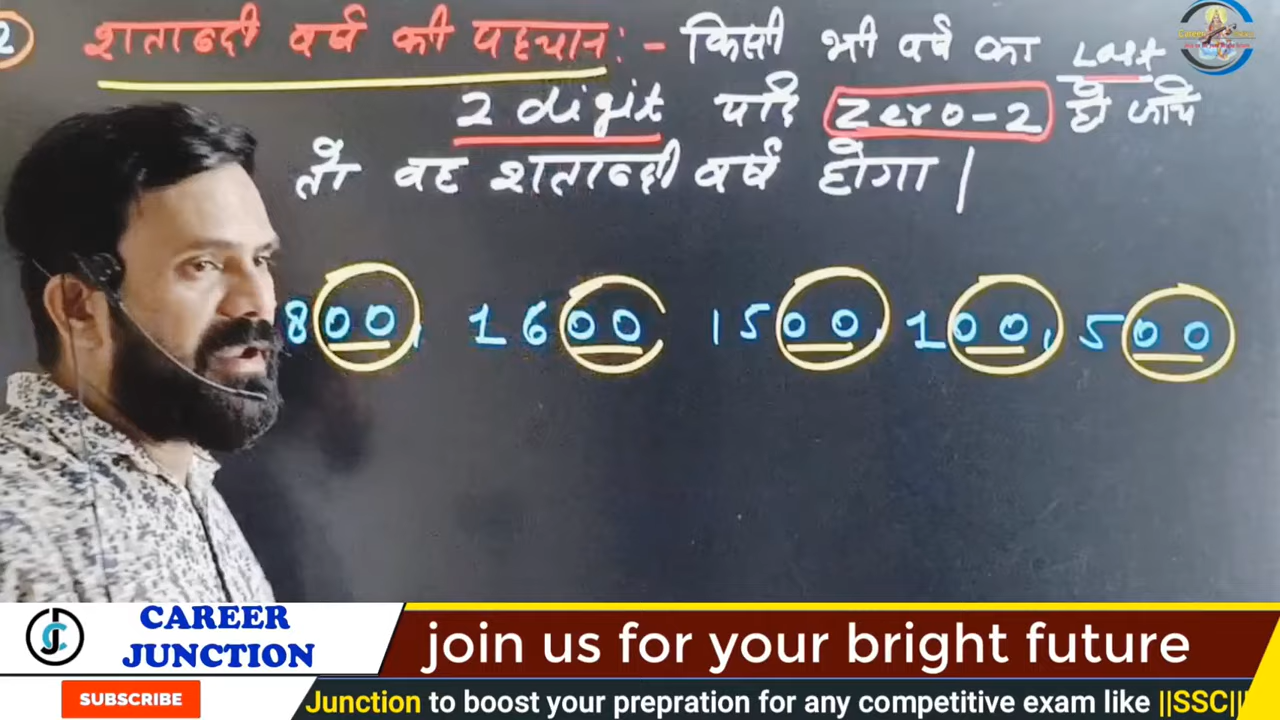 2 शताब्दी वर्ष की पहचान :- किसी भी वर्ष का Last
2 digit यदि Zero-2 हो जाये
तो वह शताब्दी वर्ष होगा |
800, 1600 1500, 100, 500
CAREER
JUNCTION
join us for your bright future
SUBSCRIBE
Junction to boost your prepration for any competitive exam like ||SSC||